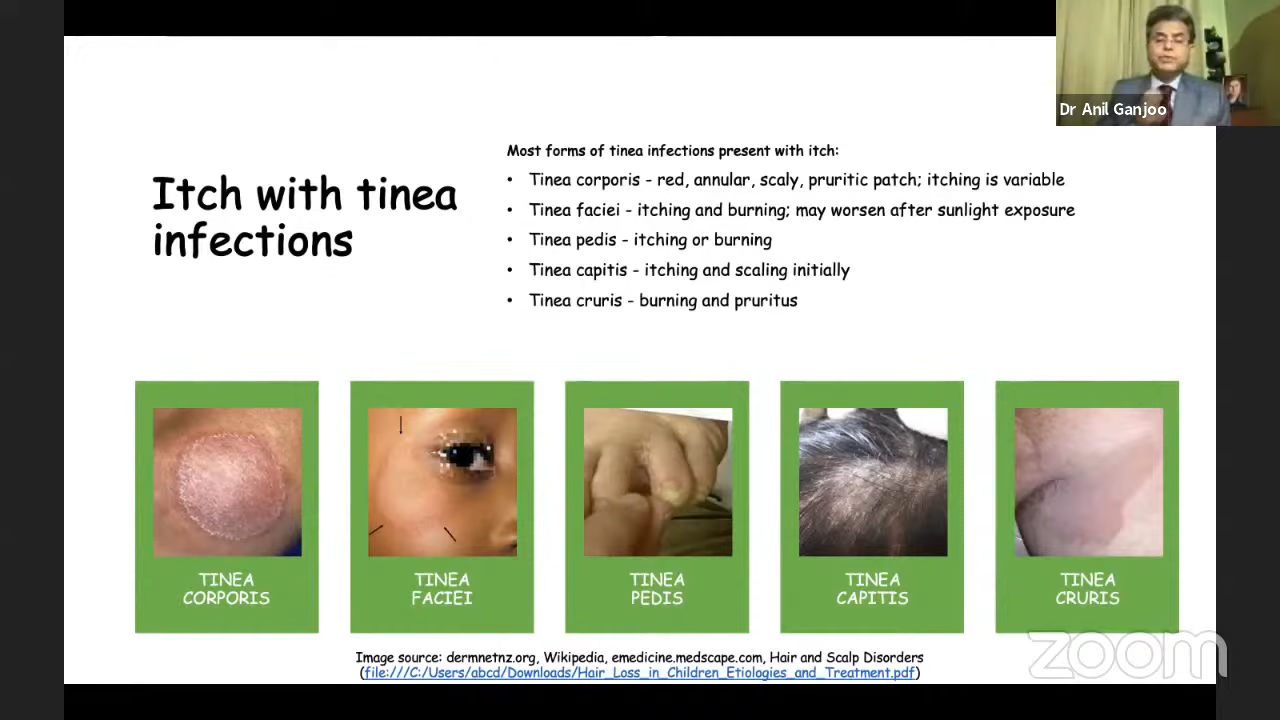 Dr Anil Ganjoo
Itch with tinea
infections
Most forms of tinea infections present with itch:
• Tinea corporis - red, annular, scaly, pruritic patch; itching is variable
• Tinea faciei - itching and burning; may worsen after sunlight exposure
• Tinea pedis - itching or burning
• Tinea capitis - itching and scaling initially
• Tinea cruris - burning and pruritus
TINEA
CORPORIS
TINEA
FACIEI
TINEA
PEDIS
TINEA
CAPITIS
TINEA
CRURIS
Image source: dermnetnz.org, Wikipedia, emedicine.medscape.com, Hair and Scalp Disorders
(file:///C:/Users/abcd/Downloads/Hair_Loss_in_Children_Etiologies_and_Treatment.pdf)
zoom